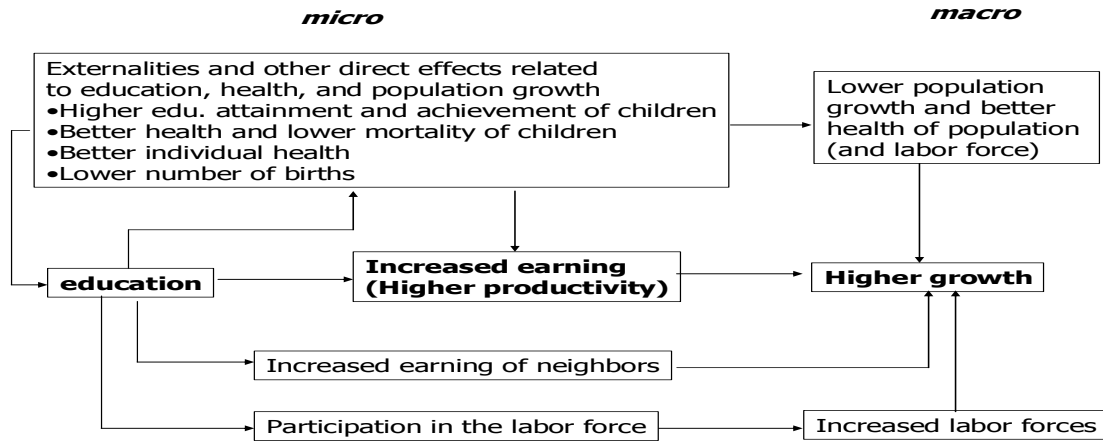 micro
macro
Externalities and other direct effects related
to education, health, and population growth
•Higher edu. attainment and achievement of children
•Better health and lower mortality of children
•Better individual health
•Lower number of births
Lower population
growth and better
health of population
(and labor force)
education
Increased earning
(Higher productivity)
Higher growth
Increased earning of neighbors
Participation in the labor force
Increased labor forces